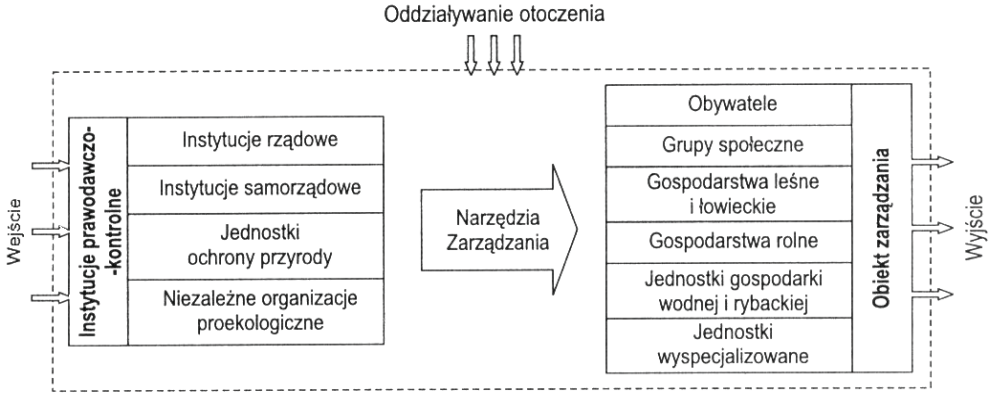 Oddziaływanie otoczenia
Wejście
Instytucje prawodawczo-
-kontrolne
Instytucje rządowe
Instytucje samorządowe
Jednostki
ochrony przyrody
Niezależne organizacje
proekologiczne
Narzędzia
Zarządzania
Obywatele
Grupy społeczne
Gospodarstwa leśne
i łowieckie
Gospodarstwa rolne
Jednostki gospodarki
wodnej i rybackiej
Jednostki
wyspecjalizowane
Obiekt zarządzania
Wyjście